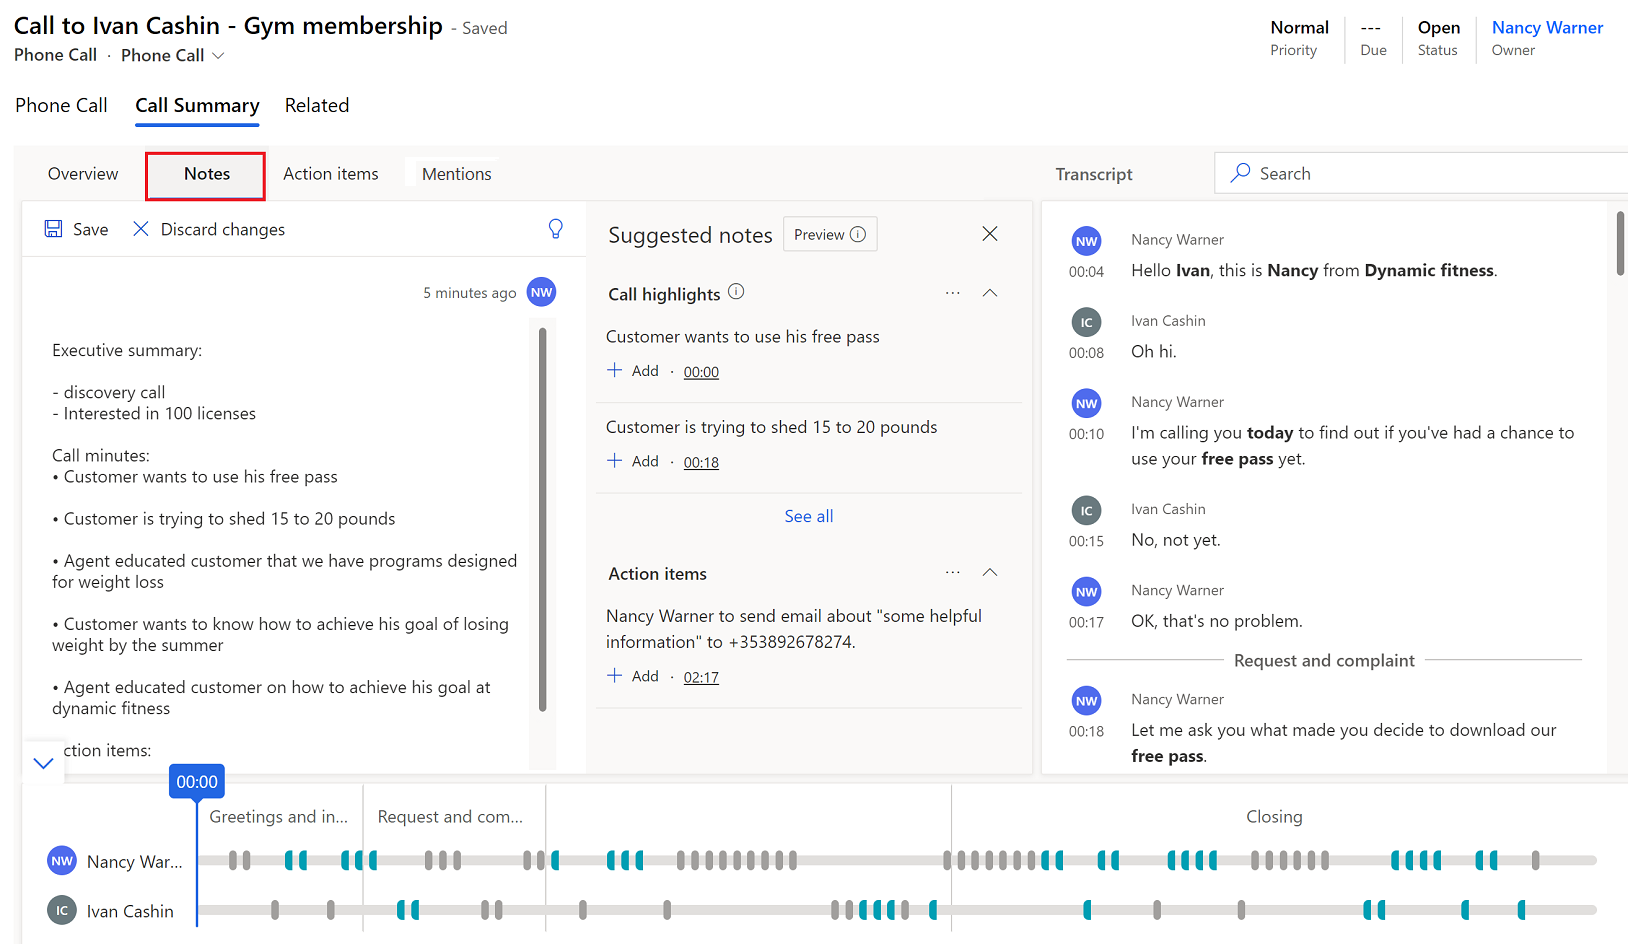 Call to Ivan Cashin - Gym membership - Saved
Phone Call · Phone Call
Normal
Priority
---
Due
Open
Status
Nancy Warner
Owner
Phone Call
Call Summary
Related
Overview
Notes
Action items
Mentions
Save
Discard changes
5 minutes ago
NW
Executive summary:
- discovery call
- Interested in 100 licenses
Call minutes:
• Customer wants to use his free pass
• Customer is trying to shed 15 to 20 pounds
• Agent educated customer that we have programs designed
for weight loss
• Customer wants to know how to achieve his goal of losing
weight by the summer
• Agent educated customer on how to achieve his goal at
dynamic fitness
ction items:
Suggested notes
Preview
Call highlights
...
Customer wants to use his free pass
+ Add · 00:00
Customer is trying to shed 15 to 20 pounds
+ Add · 00:18
See all
Action items
...
Nancy Warner to send email about "some helpful
information" to +353892678274.
+ Add · 02:17
Transcript
Search
NW
Nancy Warner
00:04
Hello Ivan, this is Nancy from Dynamic fitness.
IC
Ivan Cashin
00:08
Oh hi.
NW
Nancy Warner
00:10
I'm calling you today to find out if you've had a chance to
use your free pass yet.
IC
Ivan Cashin
00:15
No, not yet.
NW
Nancy Warner
00:17
OK, that's no problem.
Request and complaint
NW
Nancy Warner
00:18
Let me ask you what made you decide to download our
free pass.
00:00
Greetings and in...
Request and com...
Closing
NW
Nancy War...
IC
Ivan Cashin